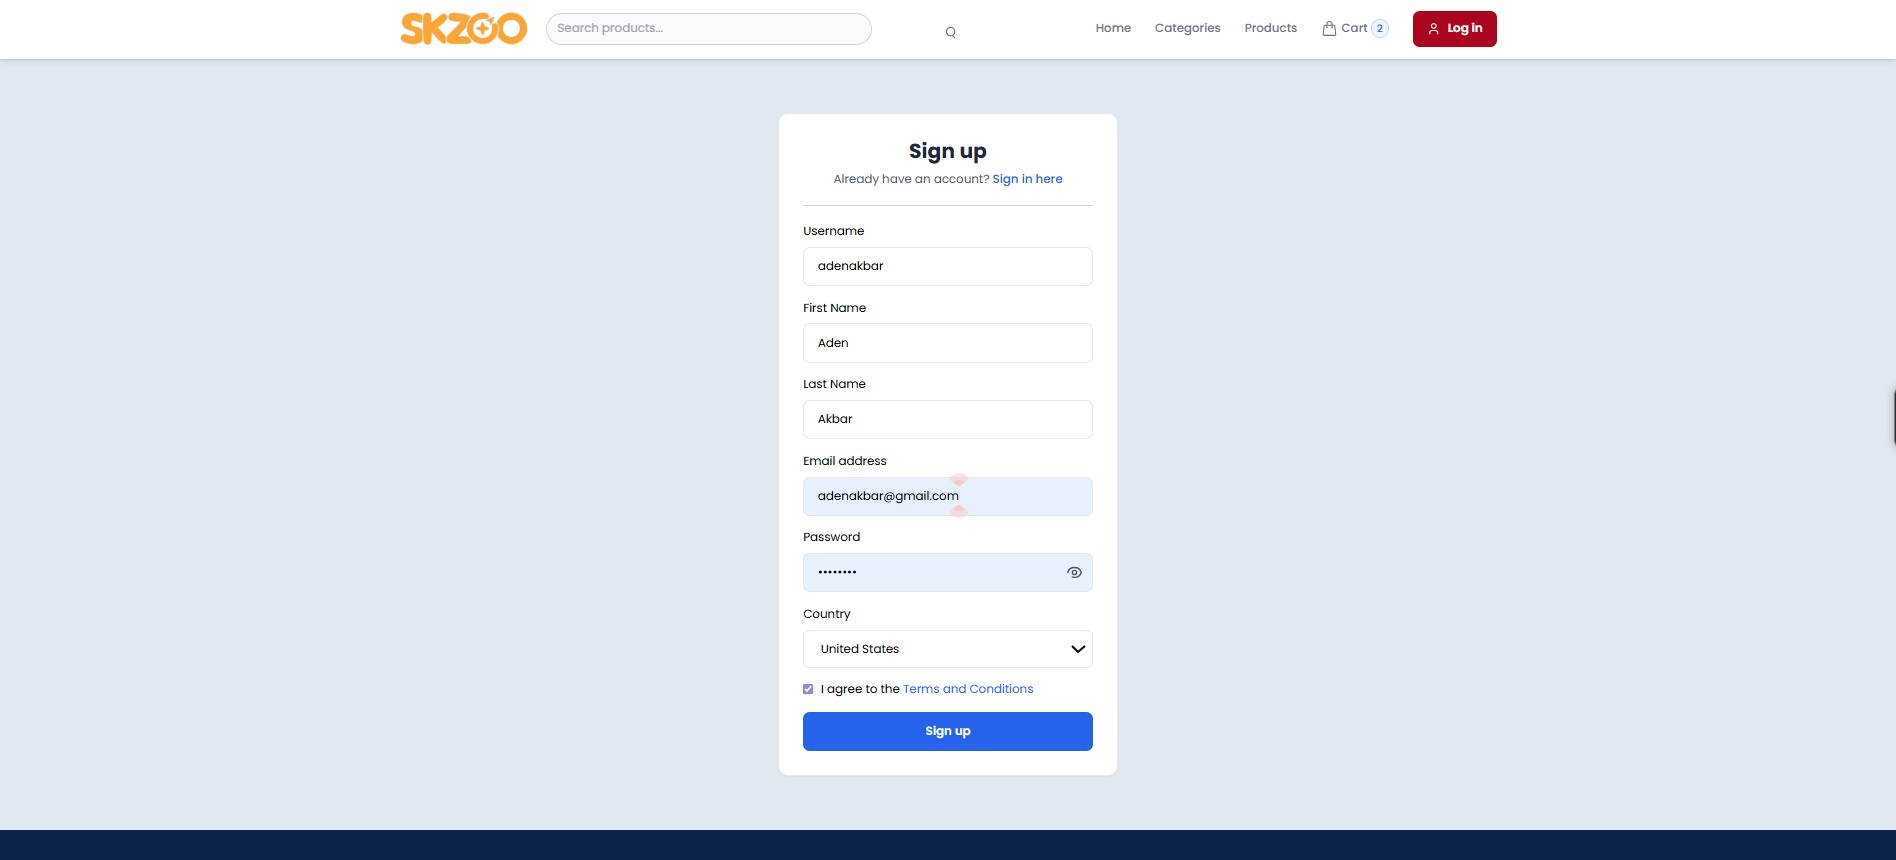 SKZOO
Search products...
Home
Categories
Products
Cart 2
Log in
Sign up
Already have an account? Sign in here
Username
adenakbar
First Name
Aden
Last Name
Akbar
Email address
adenakbar@gmail.com
Password
••••••••
Country
United States
I agree to the Terms and Conditions
Sign up